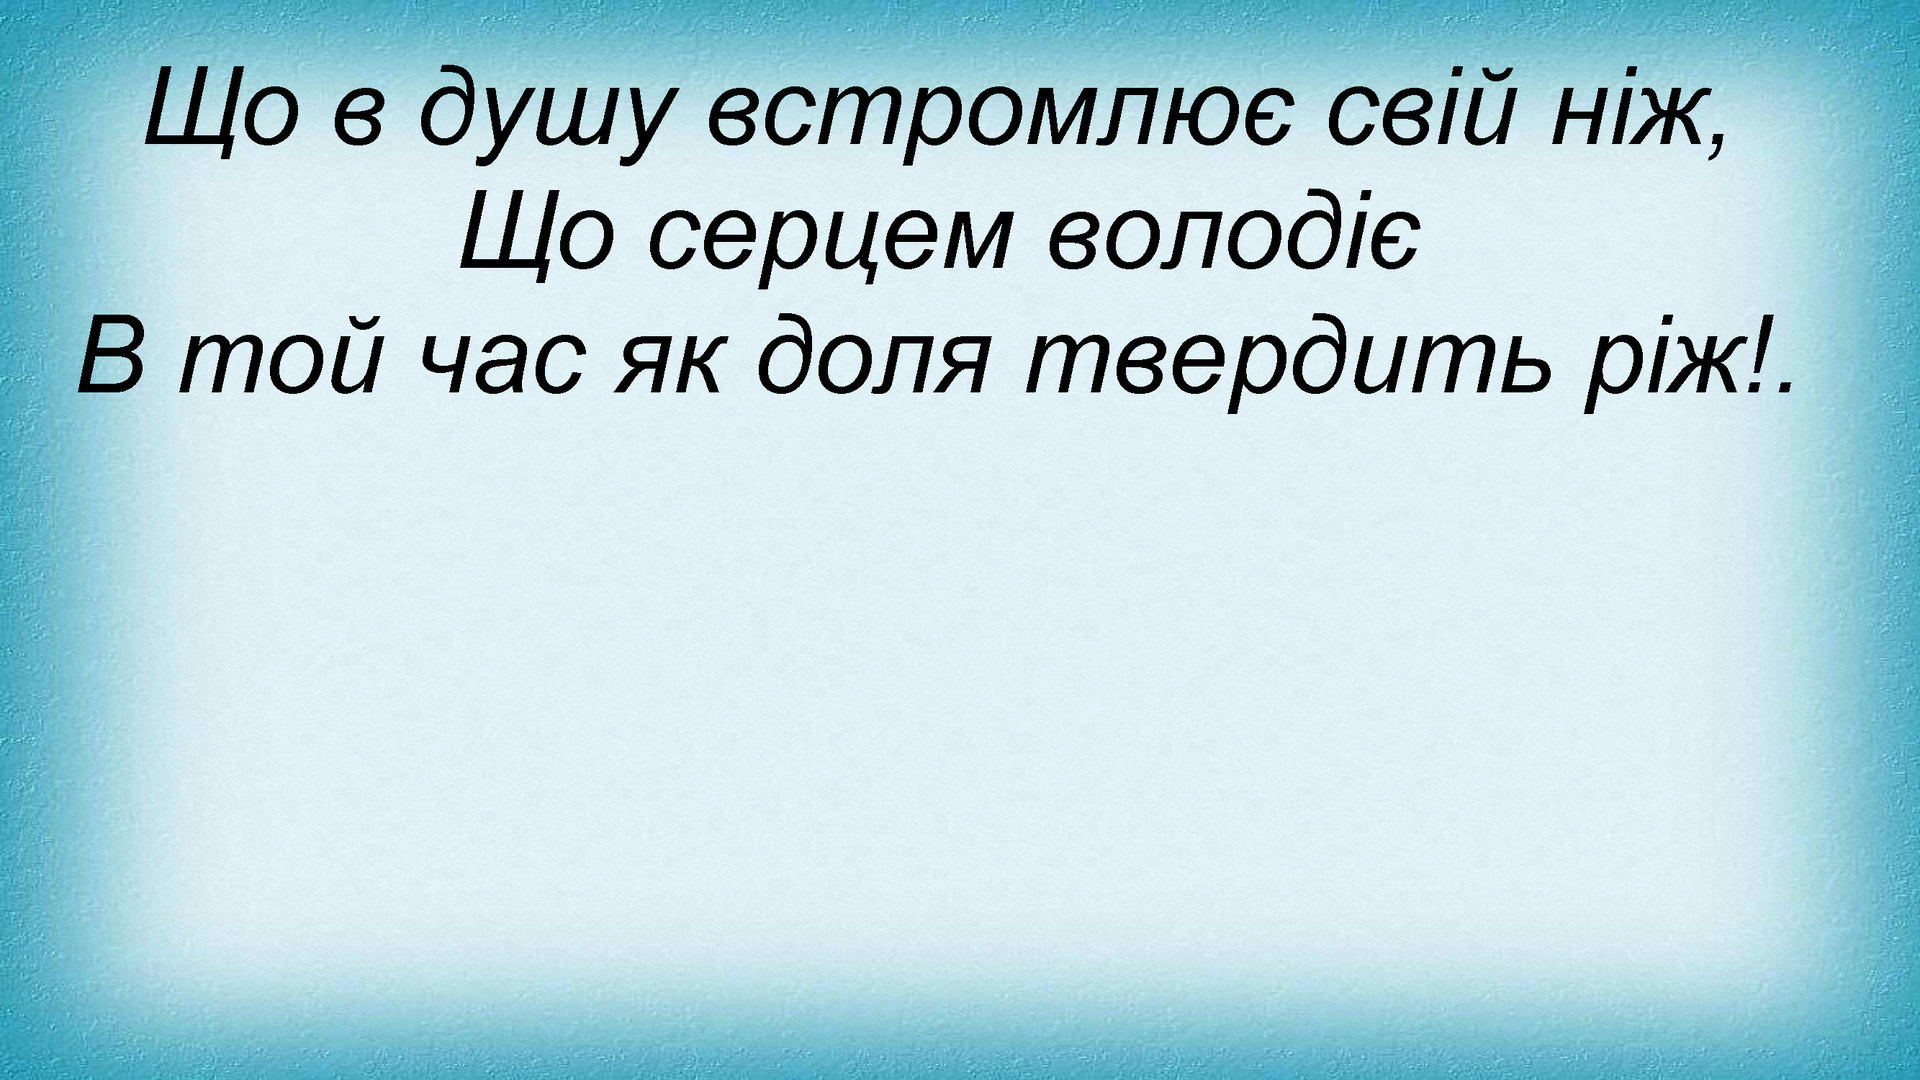 Що в душу встромлює свій ніж,
Що серцем володіє
В той час як доля твердить ріж!.